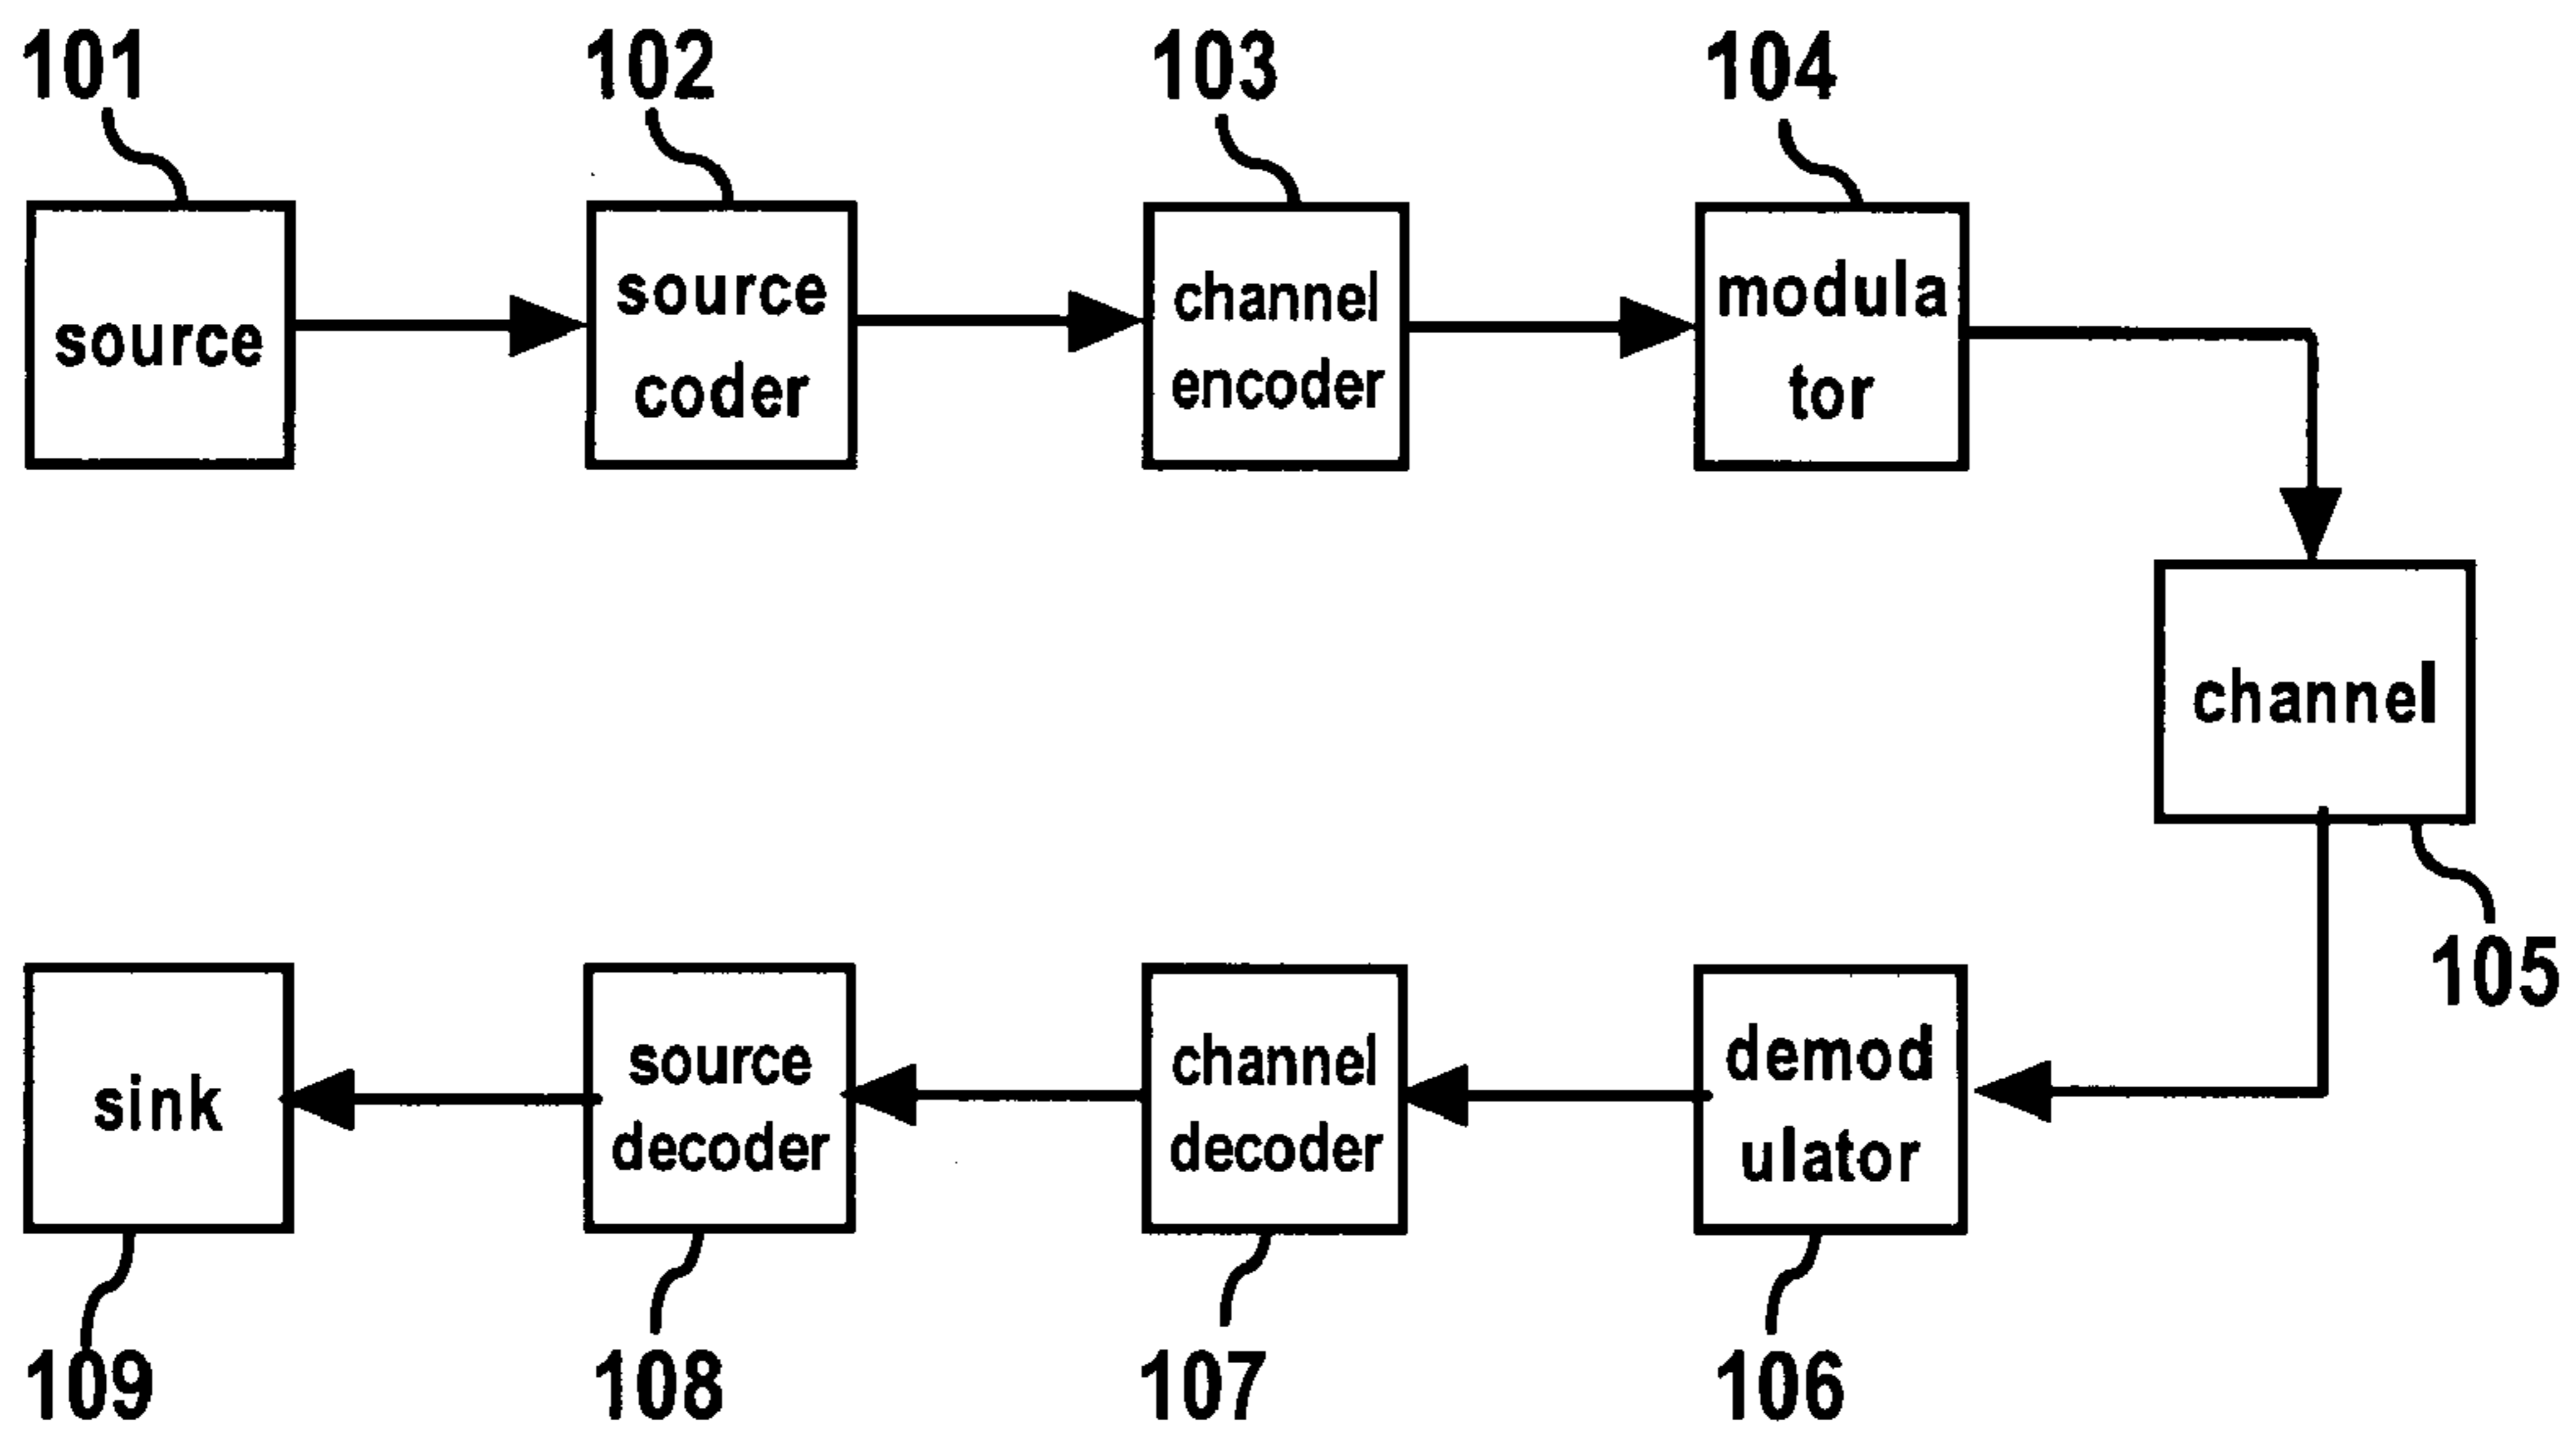 101
102
103
104
source
source
coder
channel
encoder
modula
tor
channel
105
sink
source
decoder
channel
decoder
demod
ulator
109
108
107
106